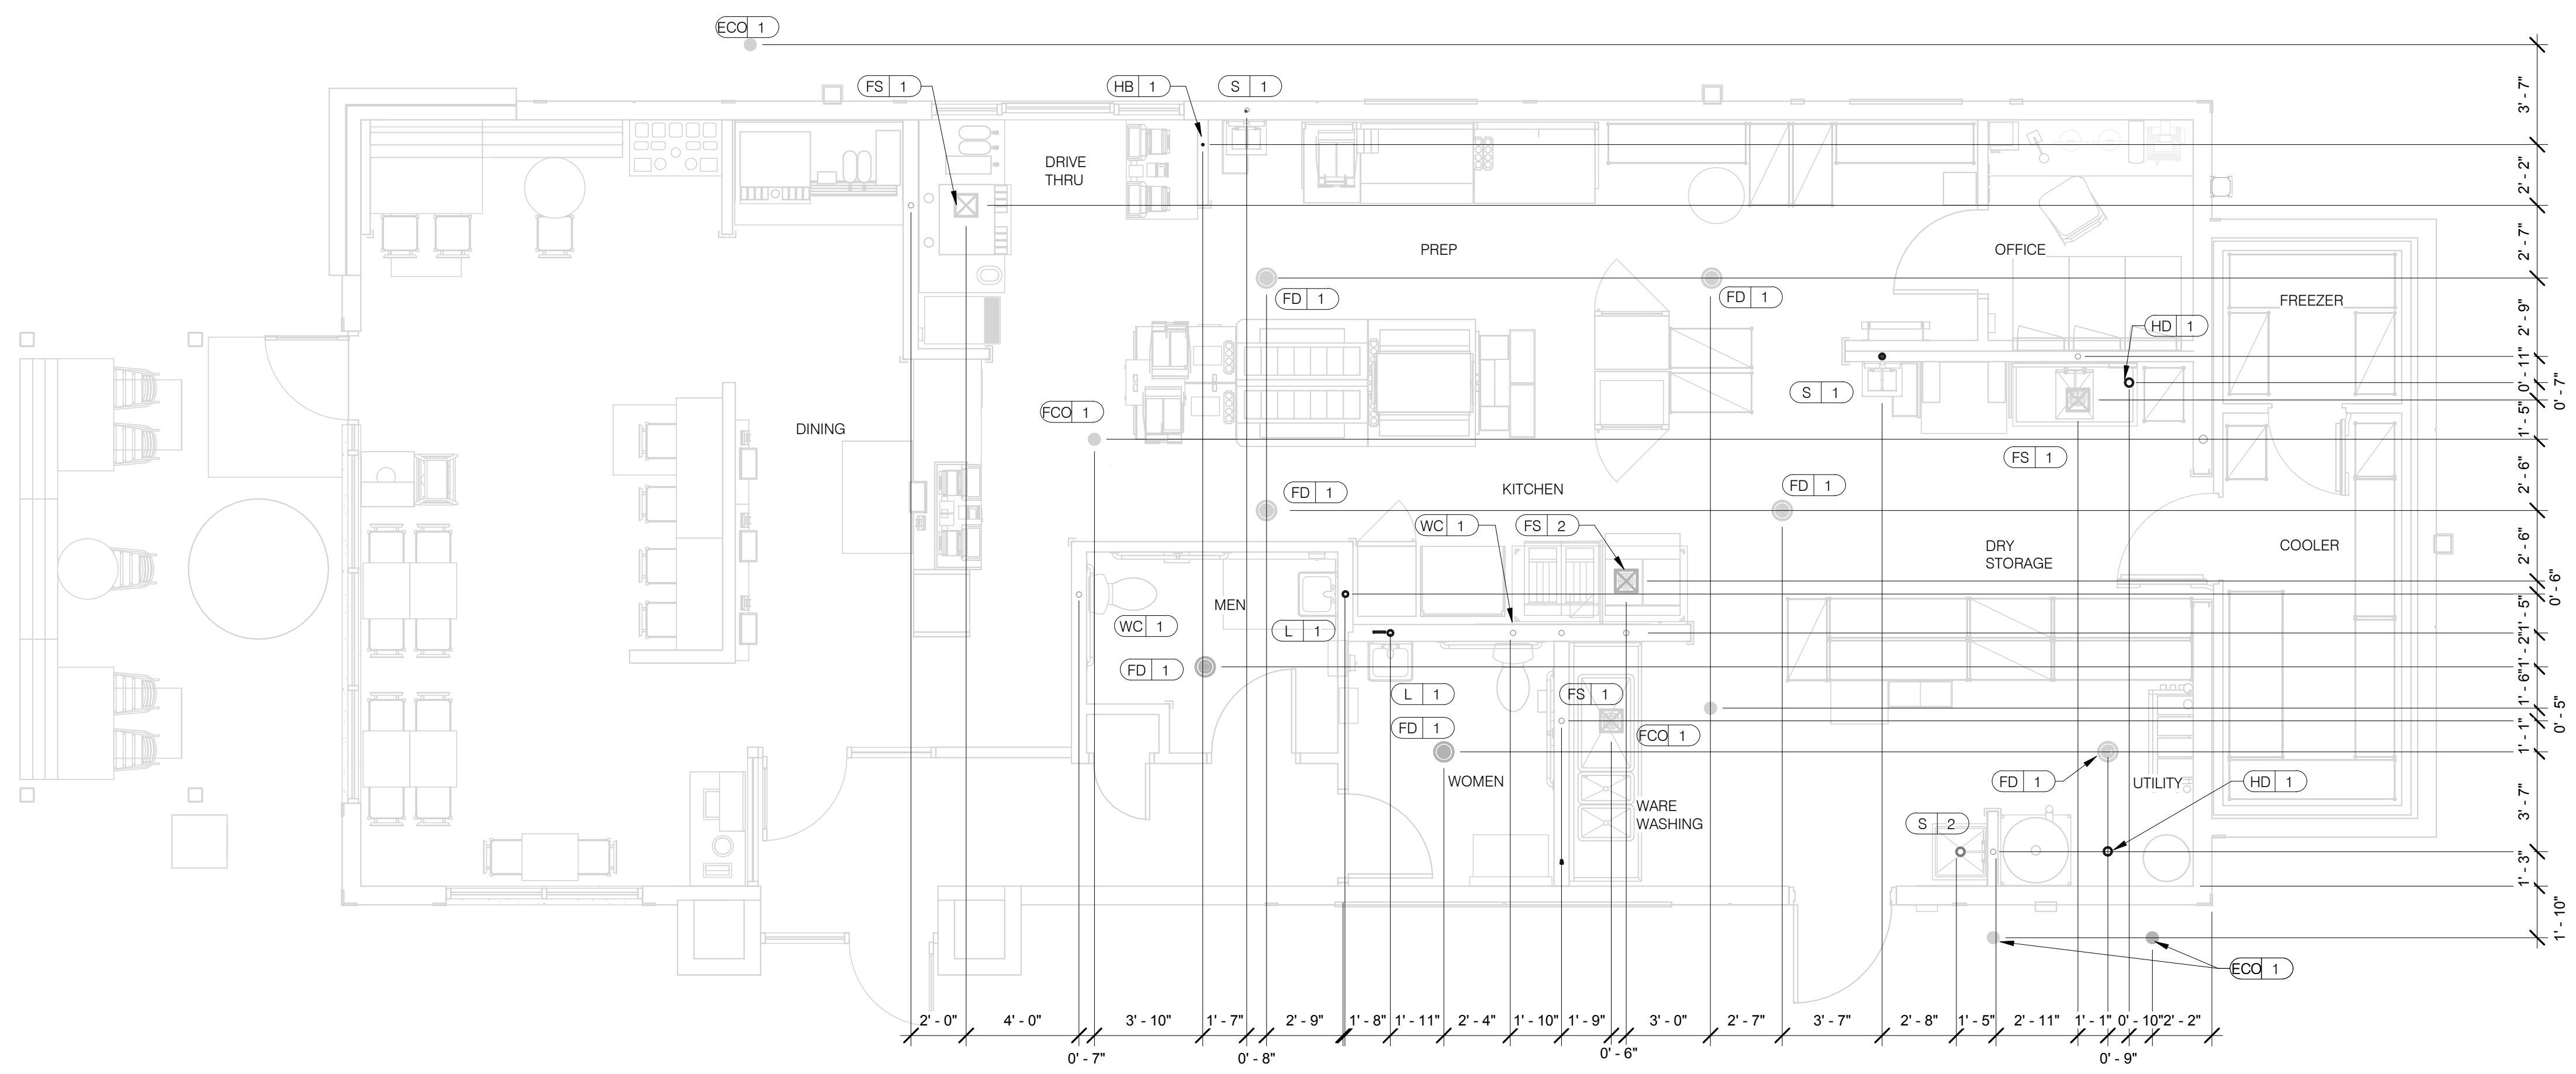 ECO 1
FS 1
HB 1
S 1
3' - 7"
DRIVE
THRU
2' - 2"
PREP
OFFICE
2' - 7"
FD 1
FD 1
FREEZER
HD 1
2' - 9"
0' - 11"
0' - 7"
S 1
FCO 1
DINING
1' - 5"
FS 1
FD 1
KITCHEN
FD 1
2' - 6"
WC 1
FS 2
DRY
STORAGE
COOLER
2' - 6"
0' - 6"
MEN
WC 1
L 1
1' - 5"
1' - 2"
FD 1
L 1
FS 1
1' - 6"
0' - 5"
FD 1
FCO 1
1' - 1"
WOMEN
FD 1
UTILITY
HD 1
3' - 7"
WARE
WASHING
S 2
1' - 3"
1' - 10"
ECO 1
2' - 0"
4' - 0"
3' - 10"
1' - 7"
2' - 9"
1' - 8"
1' - 11"
2' - 4"
1' - 10"
1' - 9"
3' - 0"
2' - 7"
3' - 7"
2' - 8"
1' - 5"
2' - 11"
1' - 1"
0' - 10"
2' - 2"
0' - 7"
0' - 8"
0' - 6"
0' - 9"